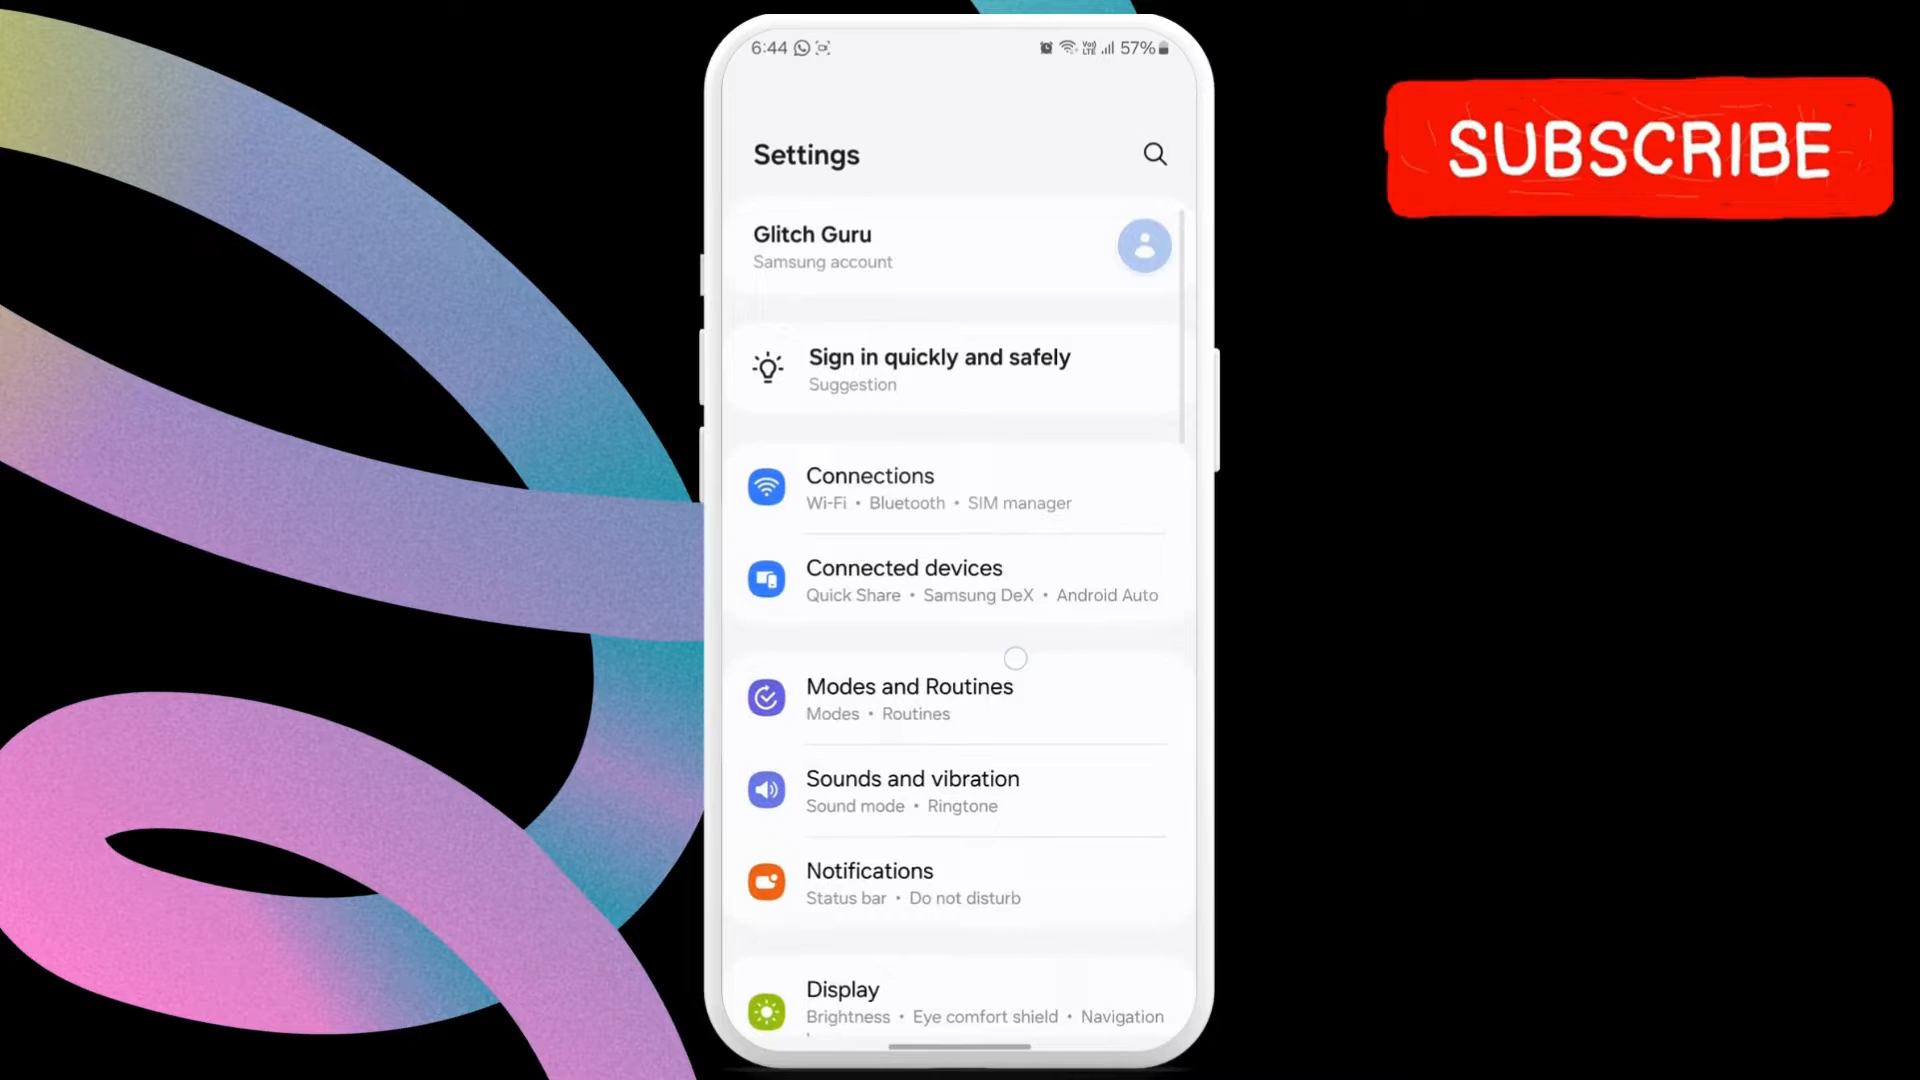 6:44 57%
SUBSCRIBE
Settings
Glitch Guru
Samsung account
Sign in quickly and safely
Suggestion
Connections
Wi-Fi • Bluetooth • SIM manager
Connected devices
Quick Share • Samsung DeX • Android Auto
Modes and Routines
Modes • Routines
Sounds and vibration
Sound mode • Ringtone
Notifications
Status bar • Do not disturb
Display
Brightness • Eye comfort shield • Navigation